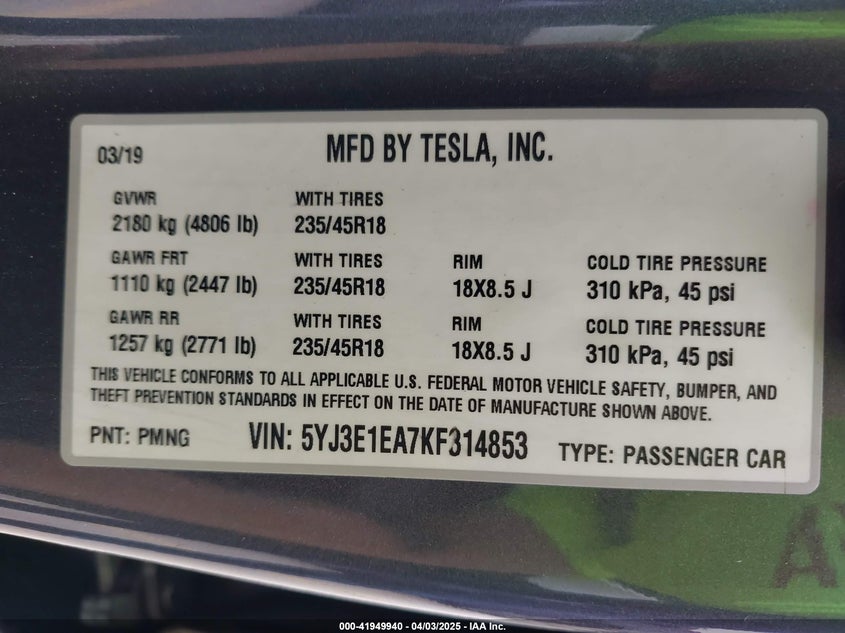 03/19 MFD BY TESLA, INC.
GVWR WITH TIRES
2180 kg (4806 lb) 235/45R18
GAWR FRT WITH TIRES RIM COLD TIRE PRESSURE
1110 kg (2447 lb) 235/45R18 18X8.5 J 310 kPa, 45 psi
GAWR RR WITH TIRES RIM COLD TIRE PRESSURE
1257 kg (2771 lb) 235/45R18 18X8.5 J 310 kPa, 45 psi
THIS VEHICLE CONFORMS TO ALL APPLICABLE U.S. FEDERAL MOTOR VEHICLE SAFETY, BUMPER, AND
THEFT PREVENTION STANDARDS IN EFFECT ON THE DATE OF MANUFACTURE SHOWN ABOVE.
PNT: PMNG VIN: 5YJ3E1EA7KF314853 TYPE: PASSENGER CAR
000-41949940 - 04/03/2025 - IAA Inc.